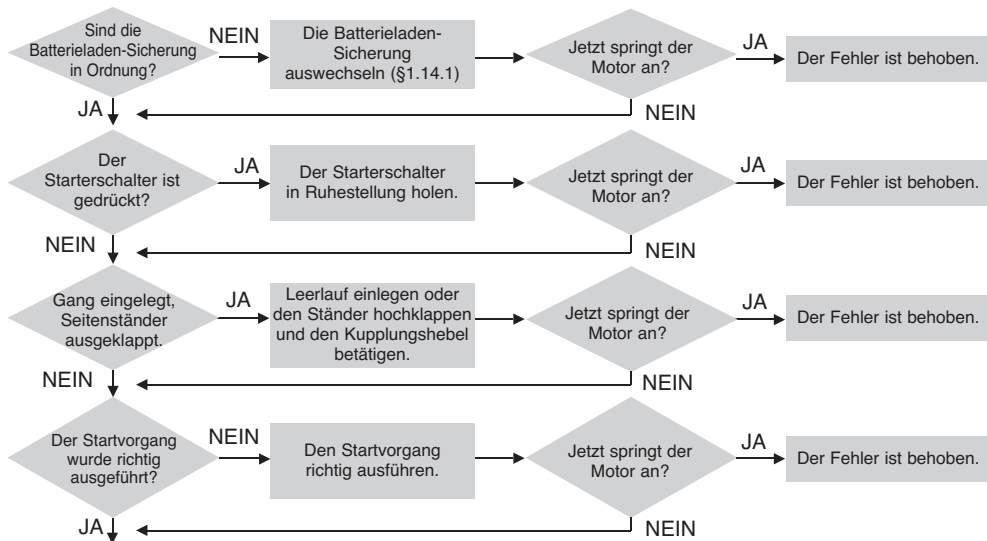 Sind die
Batterieladen-Sicherung
in Ordnung?
NEIN
Die Batterieladen-
Sicherung
auswechseln (§1.14.1)
Jetzt springt der
Motor an?
JA
Der Fehler ist behoben.
JA
NEIN
Der
Starterschalter ist
gedrückt?
JA
Der Starterschalter
in Ruhestellung holen.
Jetzt springt der
Motor an?
JA
Der Fehler ist behoben.
NEIN
NEIN
Gang eingelegt,
Seitenständer
ausgeklappt.
JA
Leerlauf einlegen oder
den Ständer hochklappen
und den Kupplungshebel
betätigen.
Jetzt springt der
Motor an?
JA
Der Fehler ist behoben.
NEIN
NEIN
Der Startvorgang
wurde richtig
ausgeführt?
NEIN
Den Startvorgang
richtig ausführen.
Jetzt springt der
Motor an?
JA
Der Fehler ist behoben.
JA
NEIN